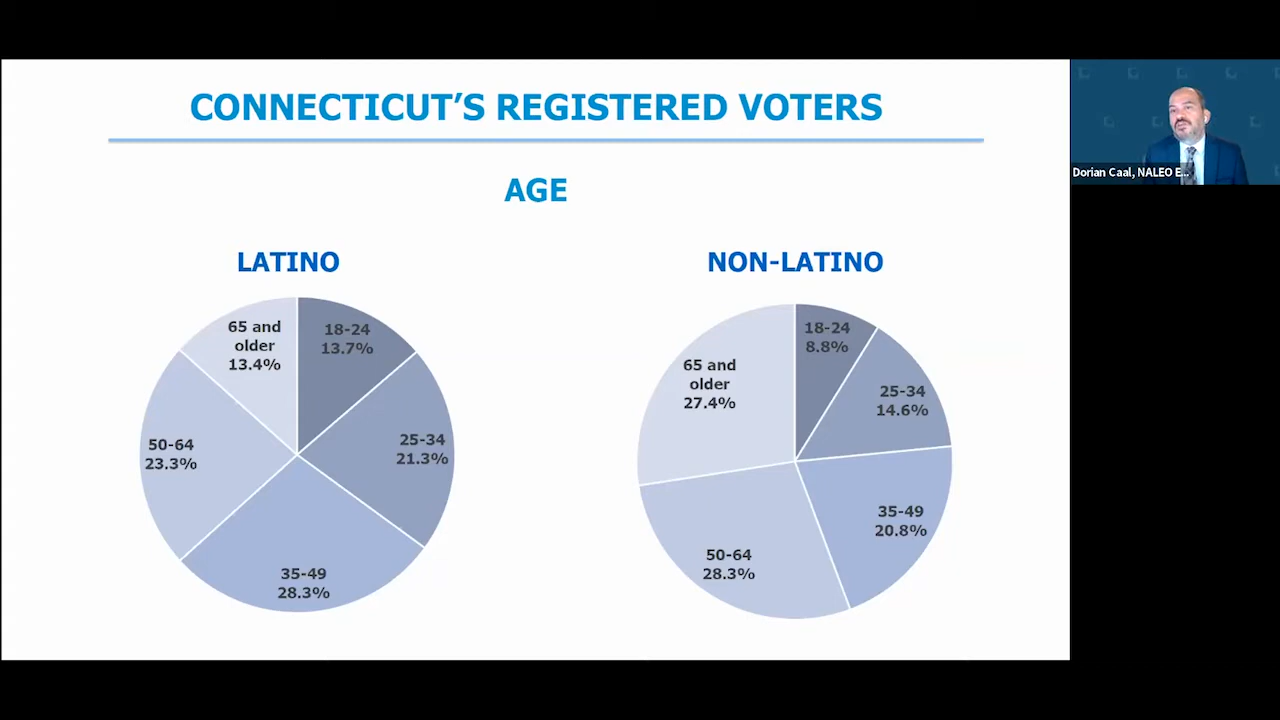 CONNECTICUT’S REGISTERED VOTERS
AGE
LATINO
65 and
older
13.4%
18-24
13.7%
25-34
21.3%
35-49
28.3%
50-64
23.3%
NON-LATINO
65 and
older
27.4%
18-24
8.8%
25-34
14.6%
35-49
20.8%
50-64
28.3%
Dorian Caal, NALEO E...